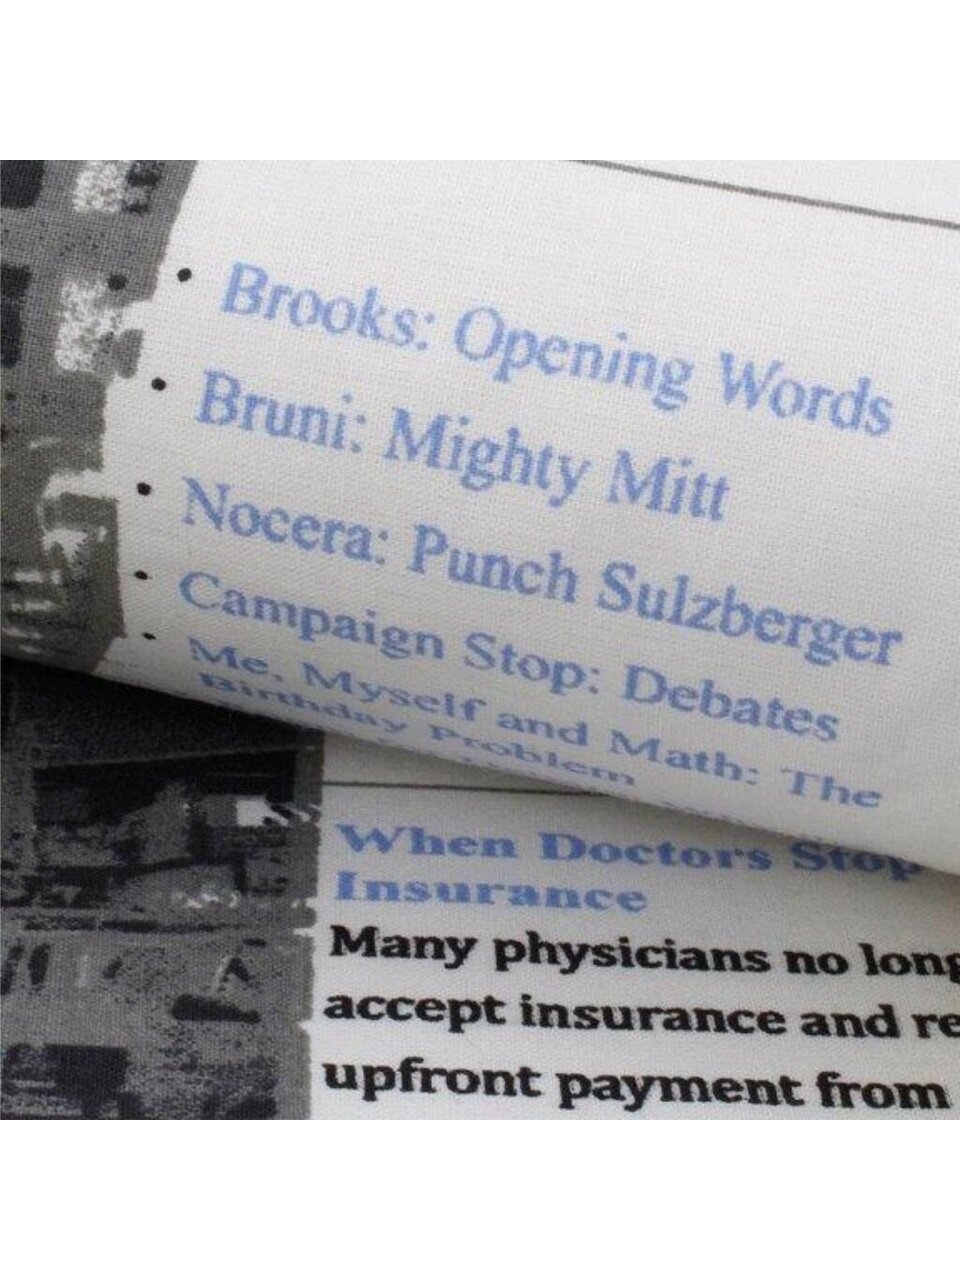 • Brooks: Opening Words
• Bruni: Mighty Mitt
• Nocera: Punch Sulzberger
• Campaign Stop: Debates
• Me, Myself and Math: The
Birthday Problem
When Doctors Stop
Insurance
Many physicians no long
accept insurance and re
upfront payment from